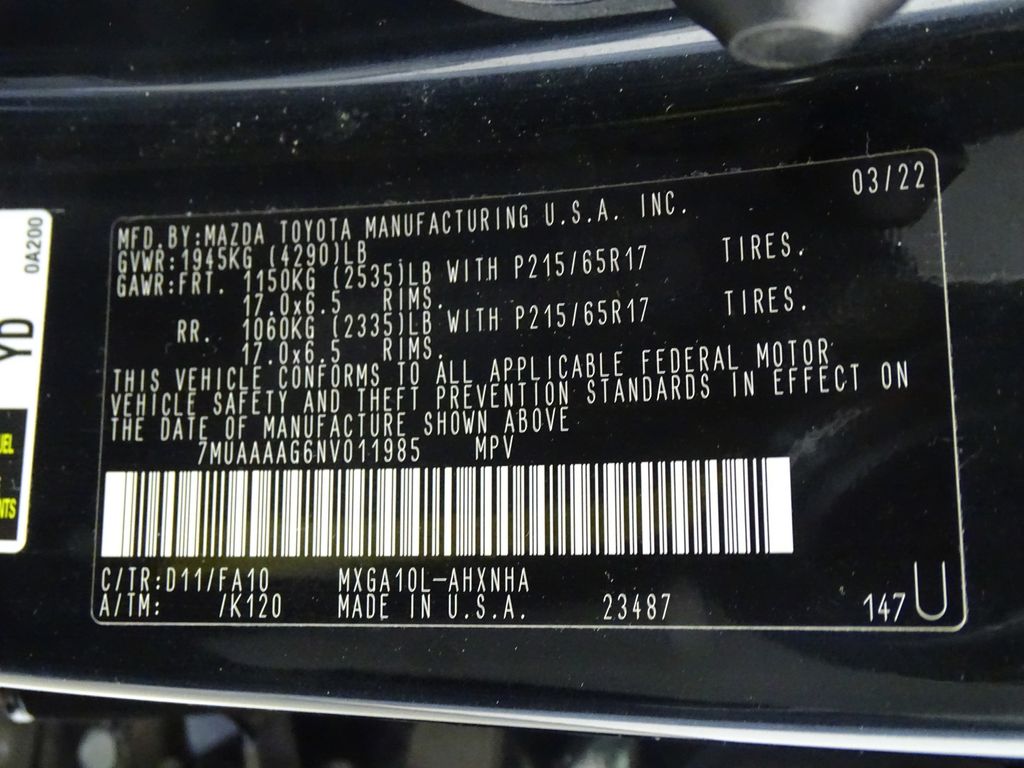 03/22
MFD.BY:MAZDA TOYOTA MANUFACTURING U.S.A. INC.
GVWR:1945KG (4290)LB
GAWR:FRT. 1150KG (2535)LB WITH P215/65R17 TIRES.
17.0x6.5 RIMS.
RR. 1060KG (2335)LB WITH P215/65R17 TIRES.
17.0x6.5 RIMS.
THIS VEHICLE CONFORMS TO ALL APPLICABLE FEDERAL MOTOR
VEHICLE SAFETY AND THEFT PREVENTION STANDARDS IN EFFECT ON
THE DATE OF MANUFACTURE SHOWN ABOVE
7MUAAAAG6NV011985 MPV
C/TR:D11/FA10 MXGA10L-AHXNHA
A/TM: /K120 MADE IN U.S.A. 23487 147 U
0A200
YD